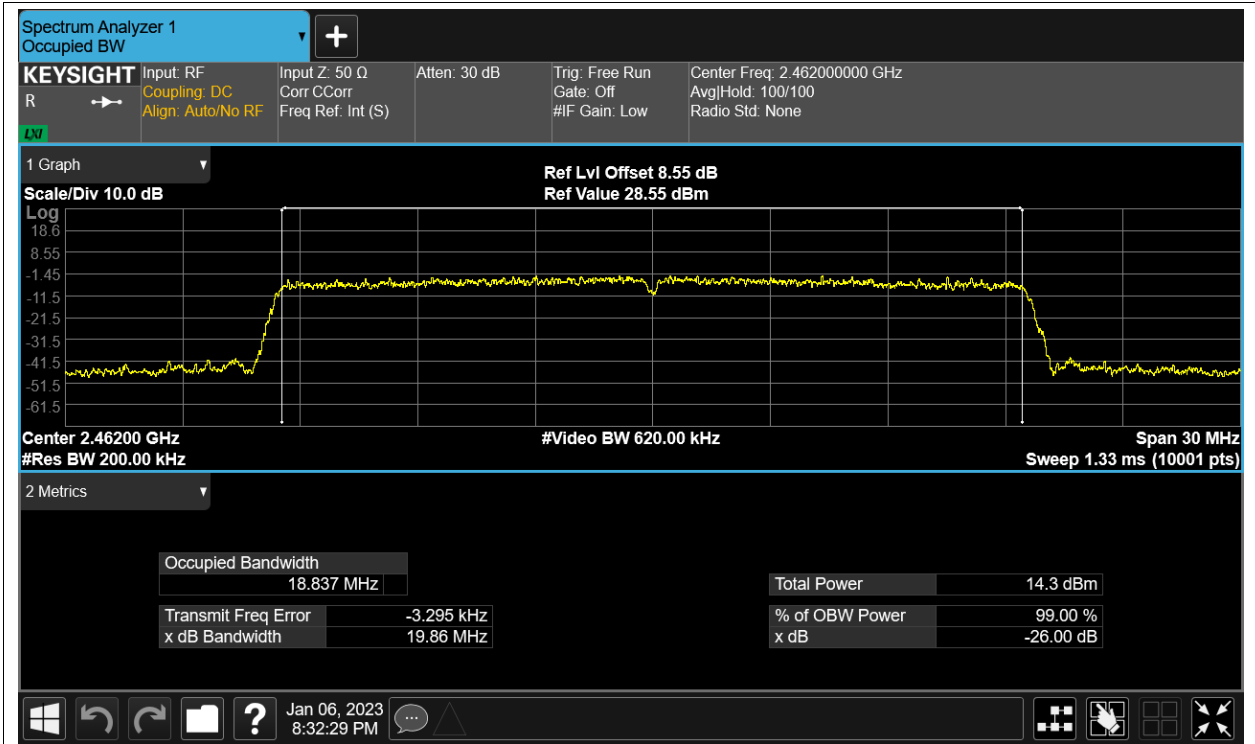 Spectrum Analyzer 1
Occupied BW
KEYSIGHT
R
LXI
Input: RF
Coupling: DC
Align: Auto/No RF
Input Z: 50 Ω
Corr CCorr
Freq Ref: Int (S)
Atten: 30 dB
Trig: Free Run
Gate: Off
#IF Gain: Low
Center Freq: 2.462000000 GHz
Avg|Hold: 100/100
Radio Std: None
1 Graph
Scale/Div 10.0 dB
Ref Lvl Offset 8.55 dB
Ref Value 28.55 dBm
Log
18.6
8.55
-1.45
-11.5
-21.5
-31.5
-41.5
-51.5
-61.5
Center 2.46200 GHz
#Video BW 620.00 kHz
Span 30 MHz
#Res BW 200.00 kHz
Sweep 1.33 ms (10001 pts)
2 Metrics
Occupied Bandwidth
18.837 MHz
Total Power 14.3 dBm
Transmit Freq Error -3.295 kHz
% of OBW Power 99.00 %
x dB Bandwidth 19.86 MHz
x dB -26.00 dB
?
Jan 06, 2023
8:32:29 PM